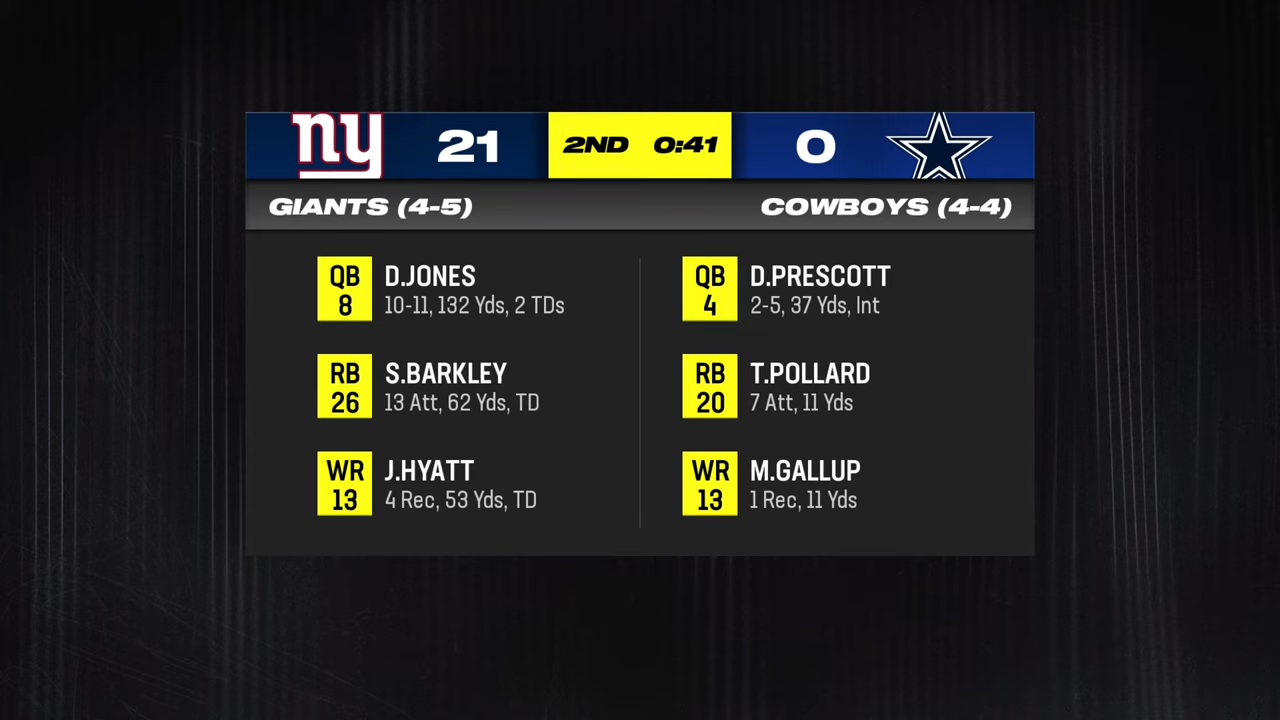 ny 21 2ND 0:41 0
GIANTS (4-5) COWBOYS (4-4)
QB 8 D.JONES
10-11, 132 Yds, 2 TDs
RB 26 S.BARKLEY
13 Att, 62 Yds, TD
WR 13 J.HYATT
4 Rec, 53 Yds, TD
QB 4 D.PRESCOTT
2-5, 37 Yds, Int
RB 20 T.POLLARD
7 Att, 11 Yds
WR 13 M.GALLUP
1 Rec, 11 Yds